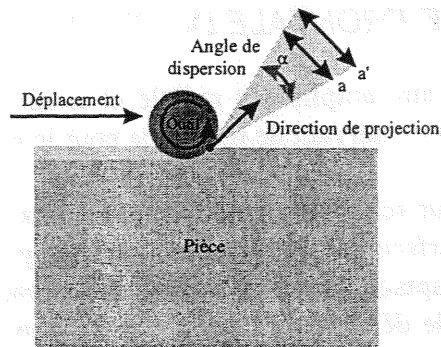 Angle de
dispersion
α
a'
a
Déplacement
Outil
Direction de projection
Pièce